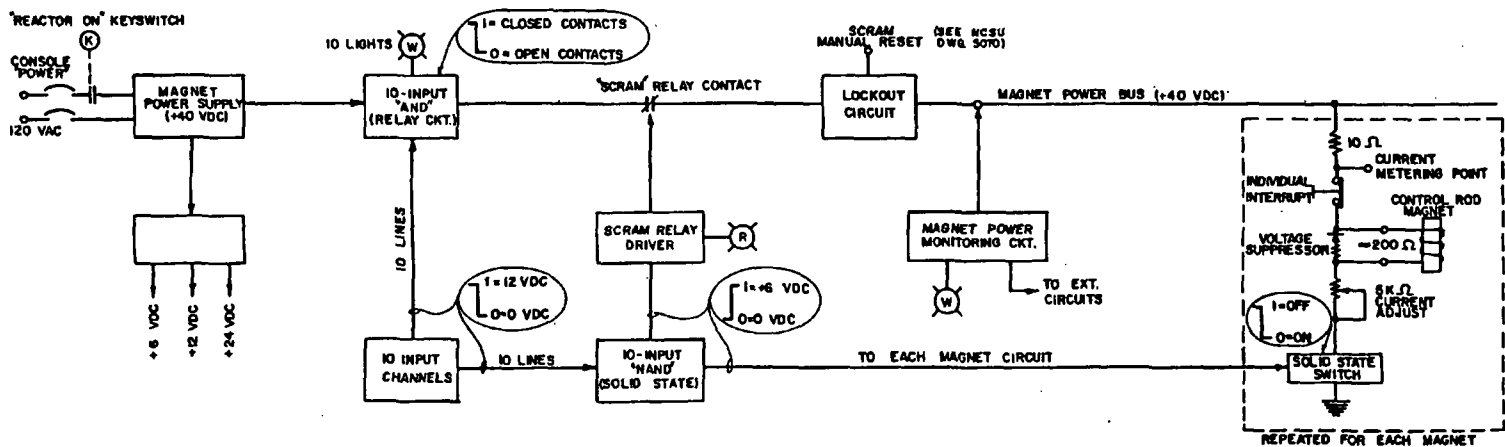 "REACTOR ON" KEYSWITCH
K
CONSOLE
"POWER"
120 VAC
MAGNET
POWER SUPPLY
(+40 VDC)
+6 VDC
+12 VDC
+24 VDC
10 LIGHTS
W
1 = CLOSED CONTACTS
0 = OPEN CONTACTS
10-INPUT
"AND"
(RELAY CKT.)
"SCRAM" RELAY CONTACT
SCRAM
MANUAL RESET
(SEE NCSU
DWG. 5070)
LOCKOUT
CIRCUIT
MAGNET POWER BUS (+40 VDC)
10 LINES
SCRAM RELAY
DRIVER
R
MAGNET POWER
MONITORING CKT.
W
TO EXT.
CIRCUITS
1 = 12 VDC
0 = 0 VDC
1 = +6 VDC
0 = 0 VDC
10 INPUT
CHANNELS
10 LINES
10-INPUT
"NAND"
(SOLID STATE)
TO EACH MAGNET CIRCUIT
10 Ω
CURRENT
METERING POINT
INDIVIDUAL
INTERRUPT
CONTROL ROD
MAGNET
VOLTAGE
SUPPRESSOR
≈200 Ω
5K Ω
CURRENT
ADJUST
1 = OFF
0 = ON
SOLID STATE
SWITCH
REPEATED FOR EACH MAGNET